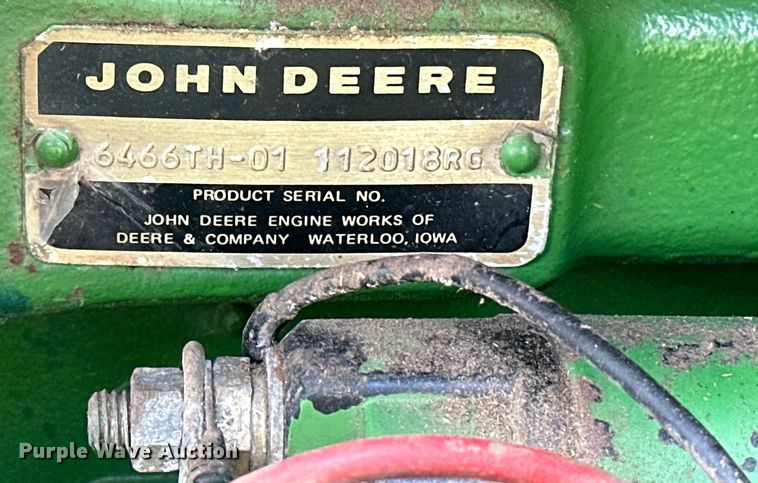 JOHN DEERE
6466TH-01 112018RG
PRODUCT SERIAL NO.
JOHN DEERE ENGINE WORKS OF
DEERE & COMPANY WATERLOO, IOWA
Purple Wave Auction